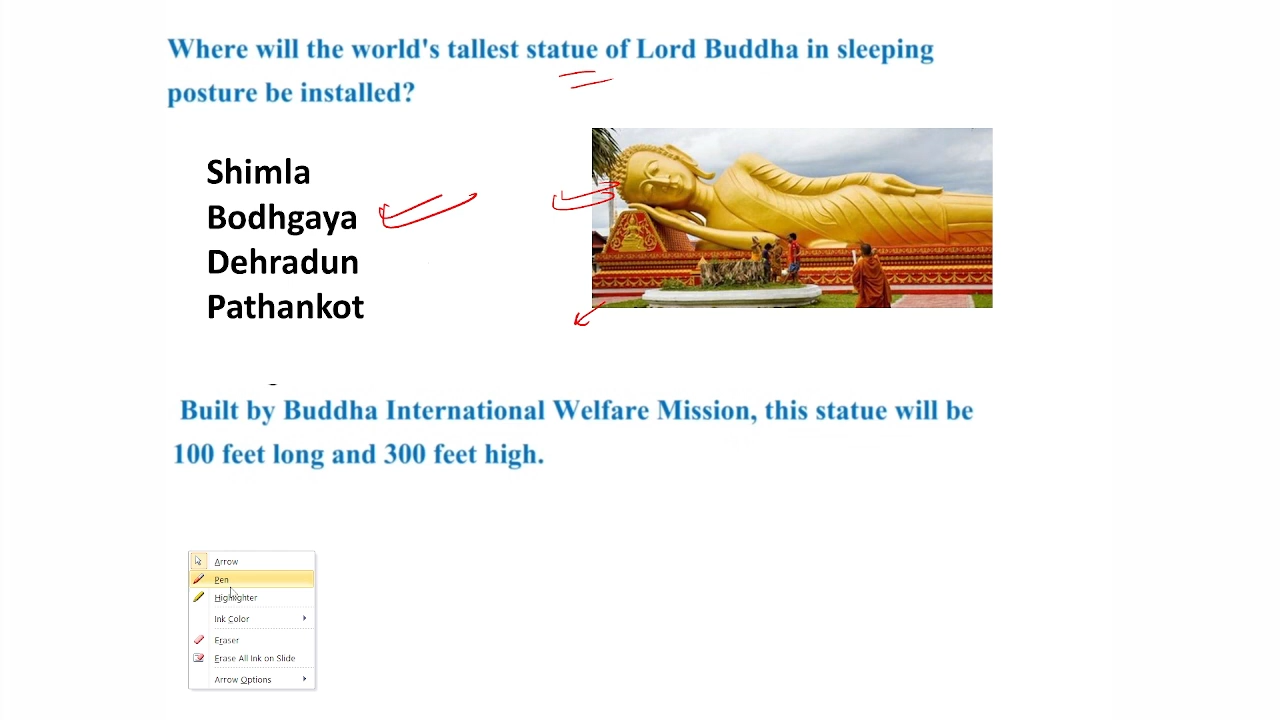 Where will the world's tallest statue of Lord Buddha in sleeping
posture be installed?
Shimla
Bodhgaya
Dehradun
Pathankot
Built by Buddha International Welfare Mission, this statue will be
100 feet long and 300 feet high.
Arrow
Pen
Highlighter
Ink Color
Eraser
Erase All Ink on Slide
Arrow Options